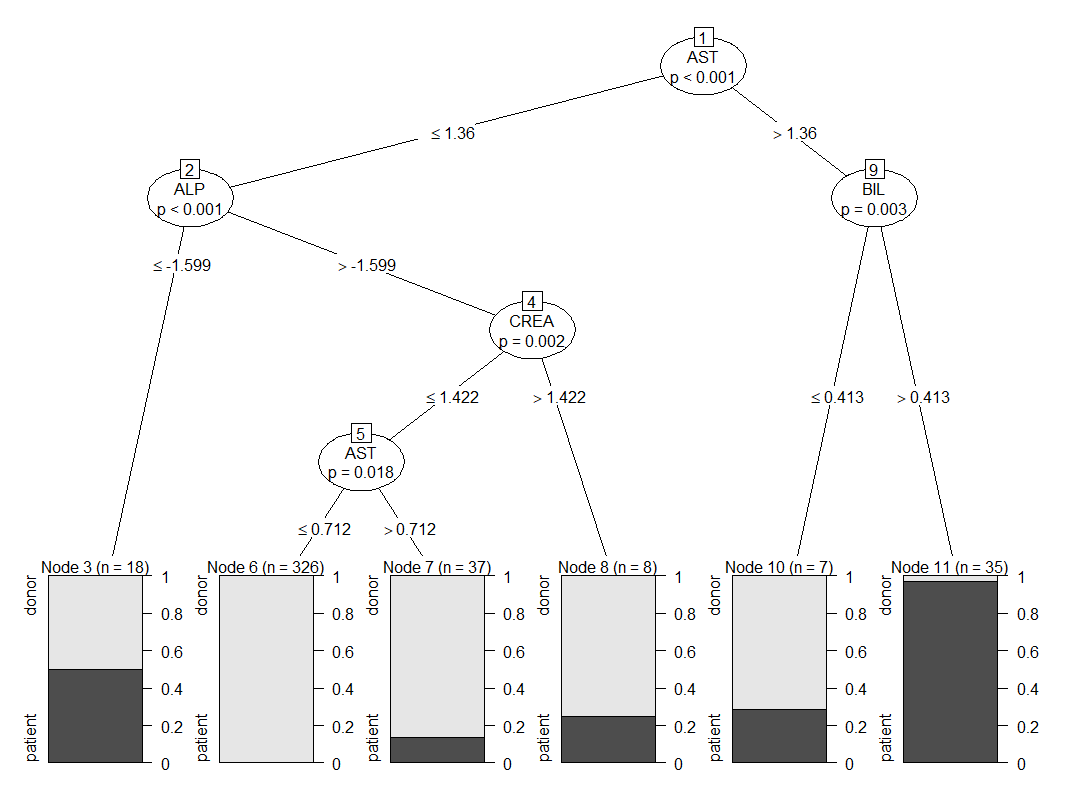 1
AST
p < 0.001
≤ 1.36
> 1.36
2
ALP
p < 0.001
9
BIL
p = 0.003
≤ -1.599
> -1.599
4
CREA
p = 0.002
≤ 1.422
> 1.422
≤ 0.413
> 0.413
5
AST
p = 0.018
≤ 0.712
> 0.712
Node 3 (n = 18)
donor
patient
1
0.8
0.6
0.4
0.2
0
Node 6 (n = 326)
donor
patient
1
0.8
0.6
0.4
0.2
0
Node 7 (n = 37)
donor
patient
1
0.8
0.6
0.4
0.2
0
Node 8 (n = 8)
donor
patient
1
0.8
0.6
0.4
0.2
0
Node 10 (n = 7)
donor
patient
1
0.8
0.6
0.4
0.2
0
Node 11 (n = 35)
donor
patient
1
0.8
0.6
0.4
0.2
0